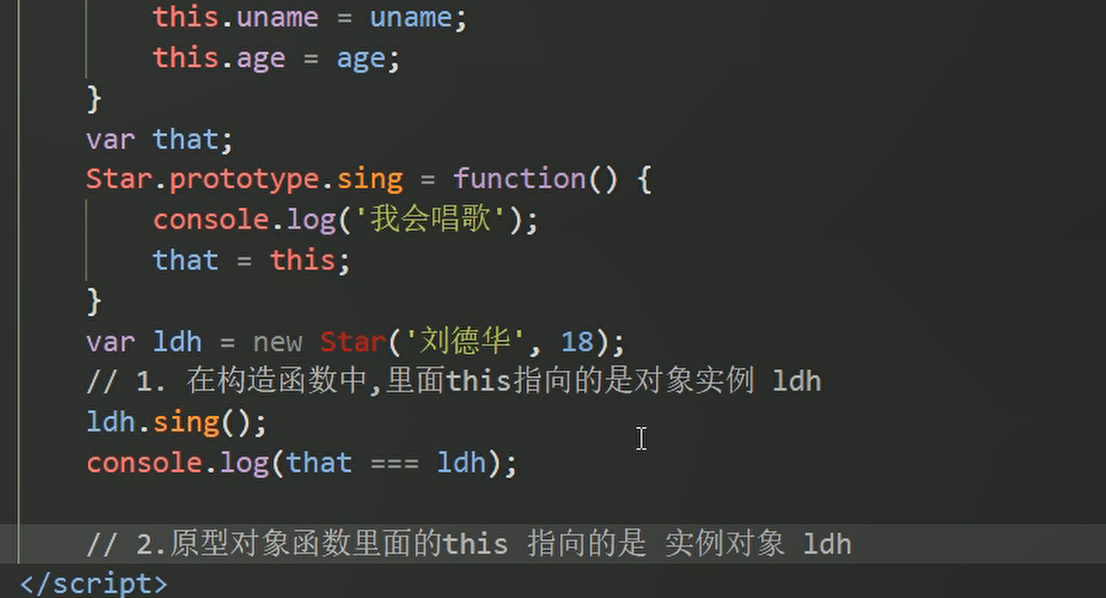 this.uname = uname;
this.age = age;
}
var that;
Star.prototype.sing = function() {
console.log('我会唱歌');
that = this;
}
var ldh = new Star('刘德华', 18);
// 1. 在构造函数中,里面this指向的是对象实例 ldh
ldh.sing();
console.log(that === ldh);
// 2.原型对象函数里面的this 指向的是 实例对象 ldh
</script>